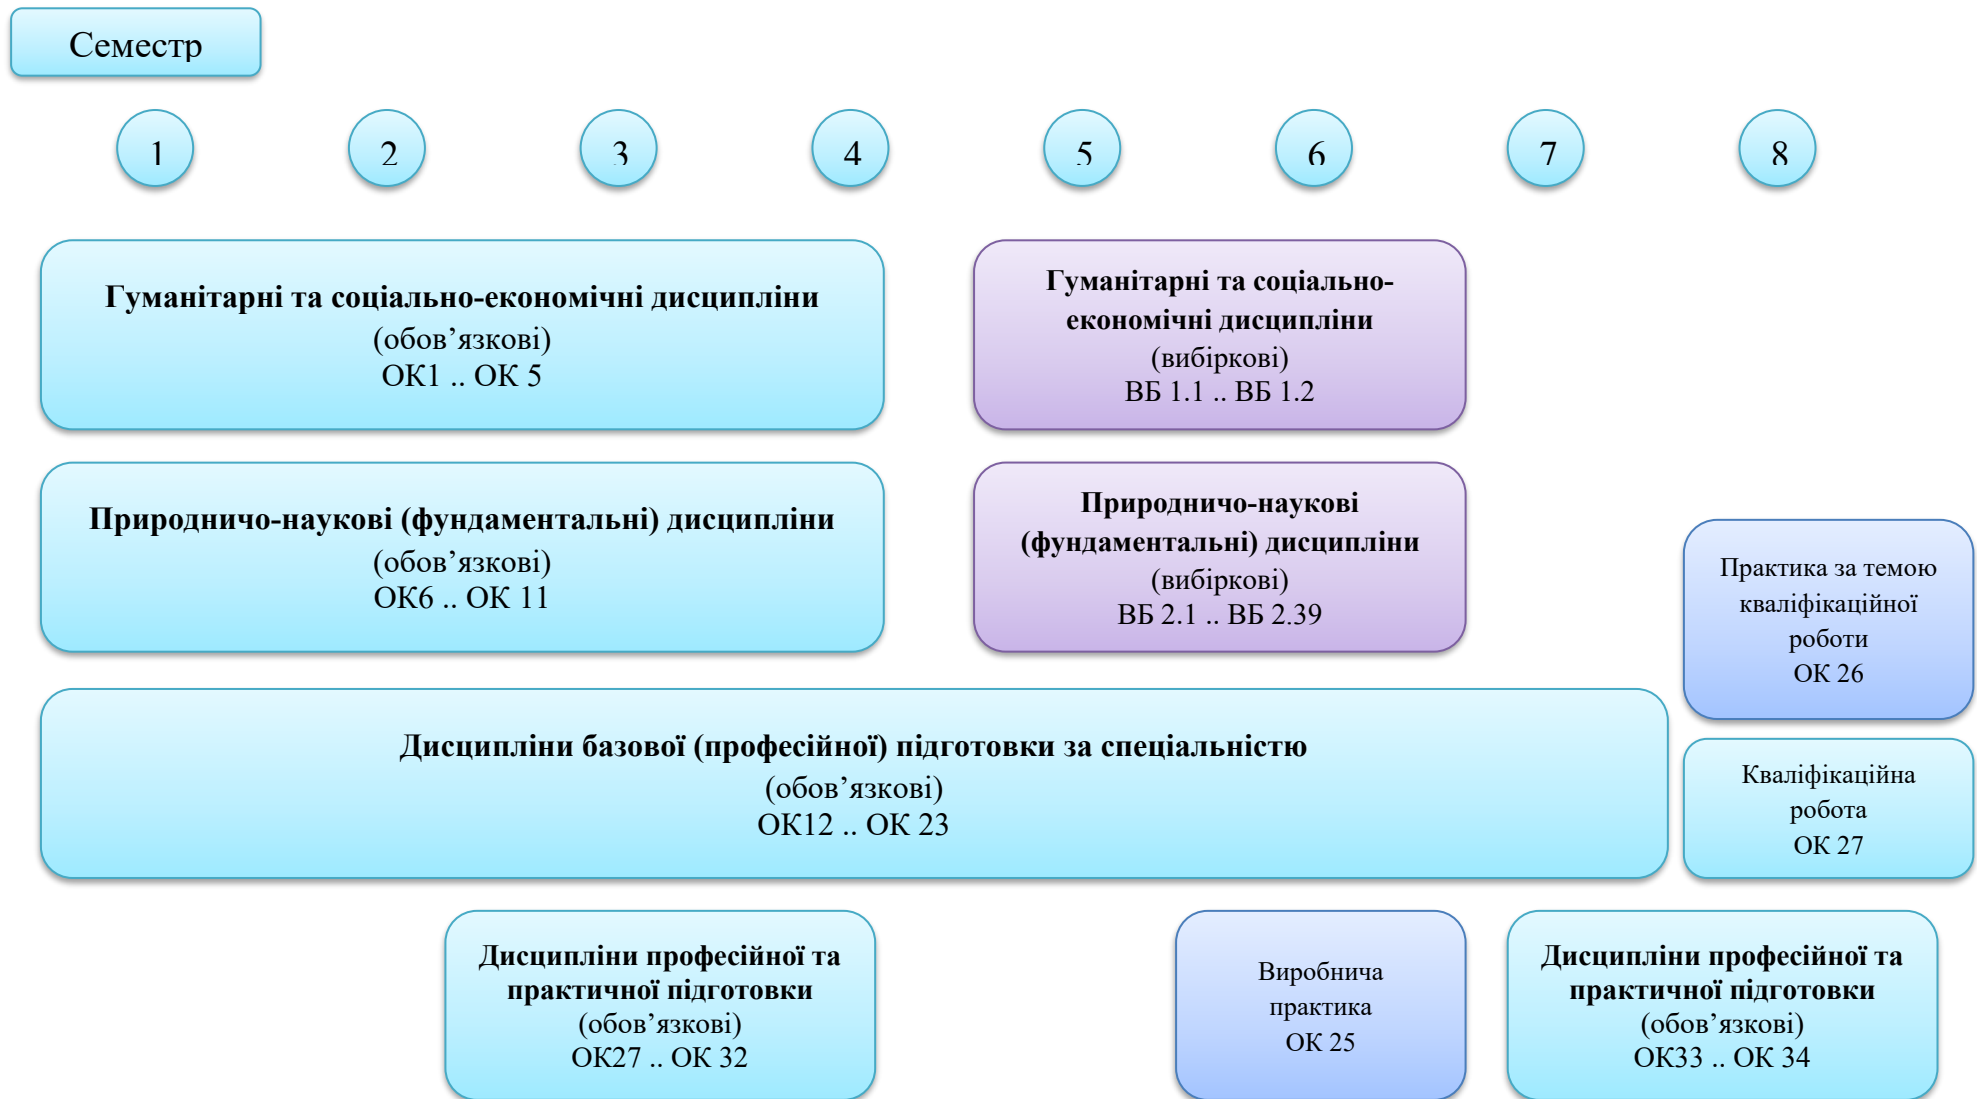 Семестр
1 2 3 4 5 6 7 8
Гуманітарні та соціально-економічні дисципліни
(обов’язкові)
ОК1 .. ОК 5
Гуманітарні та соціально-
економічні дисципліни
(вибіркові)
ВБ 1.1 .. ВБ 1.2
Природничо-наукові (фундаментальні) дисципліни
(обов’язкові)
ОК6 .. ОК 11
Природничо-наукові
(фундаментальні) дисципліни
(вибіркові)
ВБ 2.1 .. ВБ 2.39
Практика за темою
кваліфікаційної
роботи
ОК 26
Дисципліни базової (професійної) підготовки за спеціальністю
(обов’язкові)
ОК12 .. ОК 23
Кваліфікаційна
робота
ОК 27
Дисципліни професійної та
практичної підготовки
(обов’язкові)
ОК27 .. ОК 32
Виробнича
практика
ОК 25
Дисципліни професійної та
практичної підготовки
(обов’язкові)
ОК33 .. ОК 34